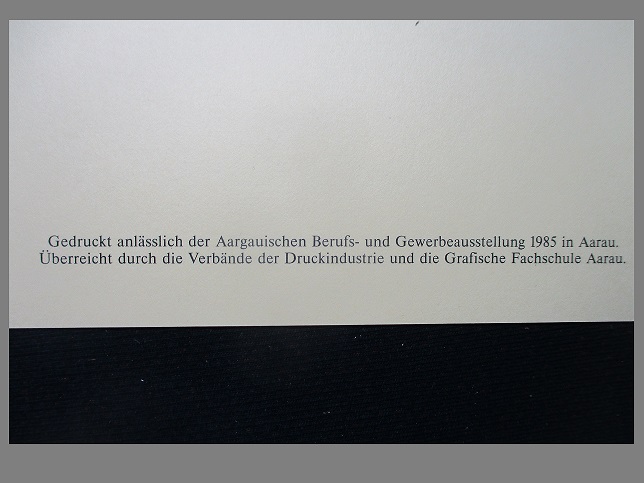 Gedruckt anlässlich der Aargauischen Berufs- und Gewerbeausstellung 1985 in Aarau.
Überreicht durch die Verbände der Druckindustrie und die Grafische Fachschule Aarau.